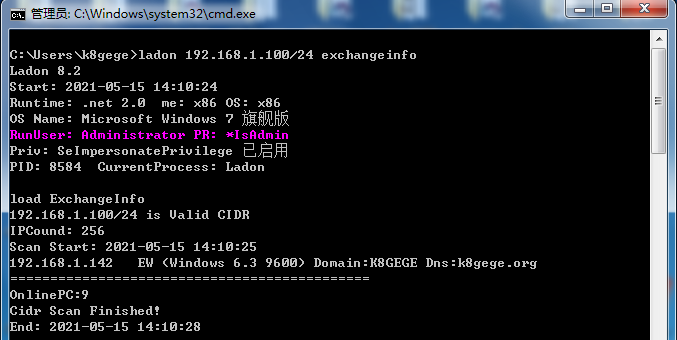 管理员: C:\Windows\system32\cmd.exe
C:\Users\k8gege>ladon 192.168.1.100/24 exchangeinfo
Ladon 8.2
Start: 2021-05-15 14:10:24
Runtime: .net 2.0  me: x86 OS: x86
OS Name: Microsoft Windows 7 旗舰版
RunUser: Administrator PR: *IsAdmin
Priv: SeImpersonatePrivilege 已启用
PID: 8584  CurrentProcess: Ladon
load ExchangeInfo
192.168.1.100/24 is Valid CIDR
IPCound: 256
Scan Start: 2021-05-15 14:10:25
192.168.1.142   EW (Windows 6.3 9600) Domain:K8GEGE Dns:k8gege.org
=============================================
OnlinePC:9
Cidr Scan Finished!
End: 2021-05-15 14:10:28